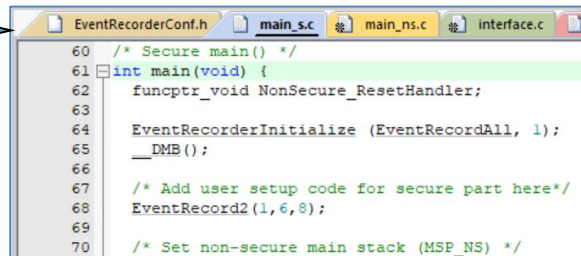 EventRecorderConf.h main_s.c main_ns.c interface.c
60 /* Secure main() */
61 int main(void) {
62 funcptr_void NonSecure_ResetHandler;
63
64 EventRecorderInitialize (EventRecordAll, 1);
65 __DMB();
66
67 /* Add user setup code for secure part here*/
68 EventRecord2(1,6,8);
69
70 /* Set non-secure main stack (MSP_NS) */